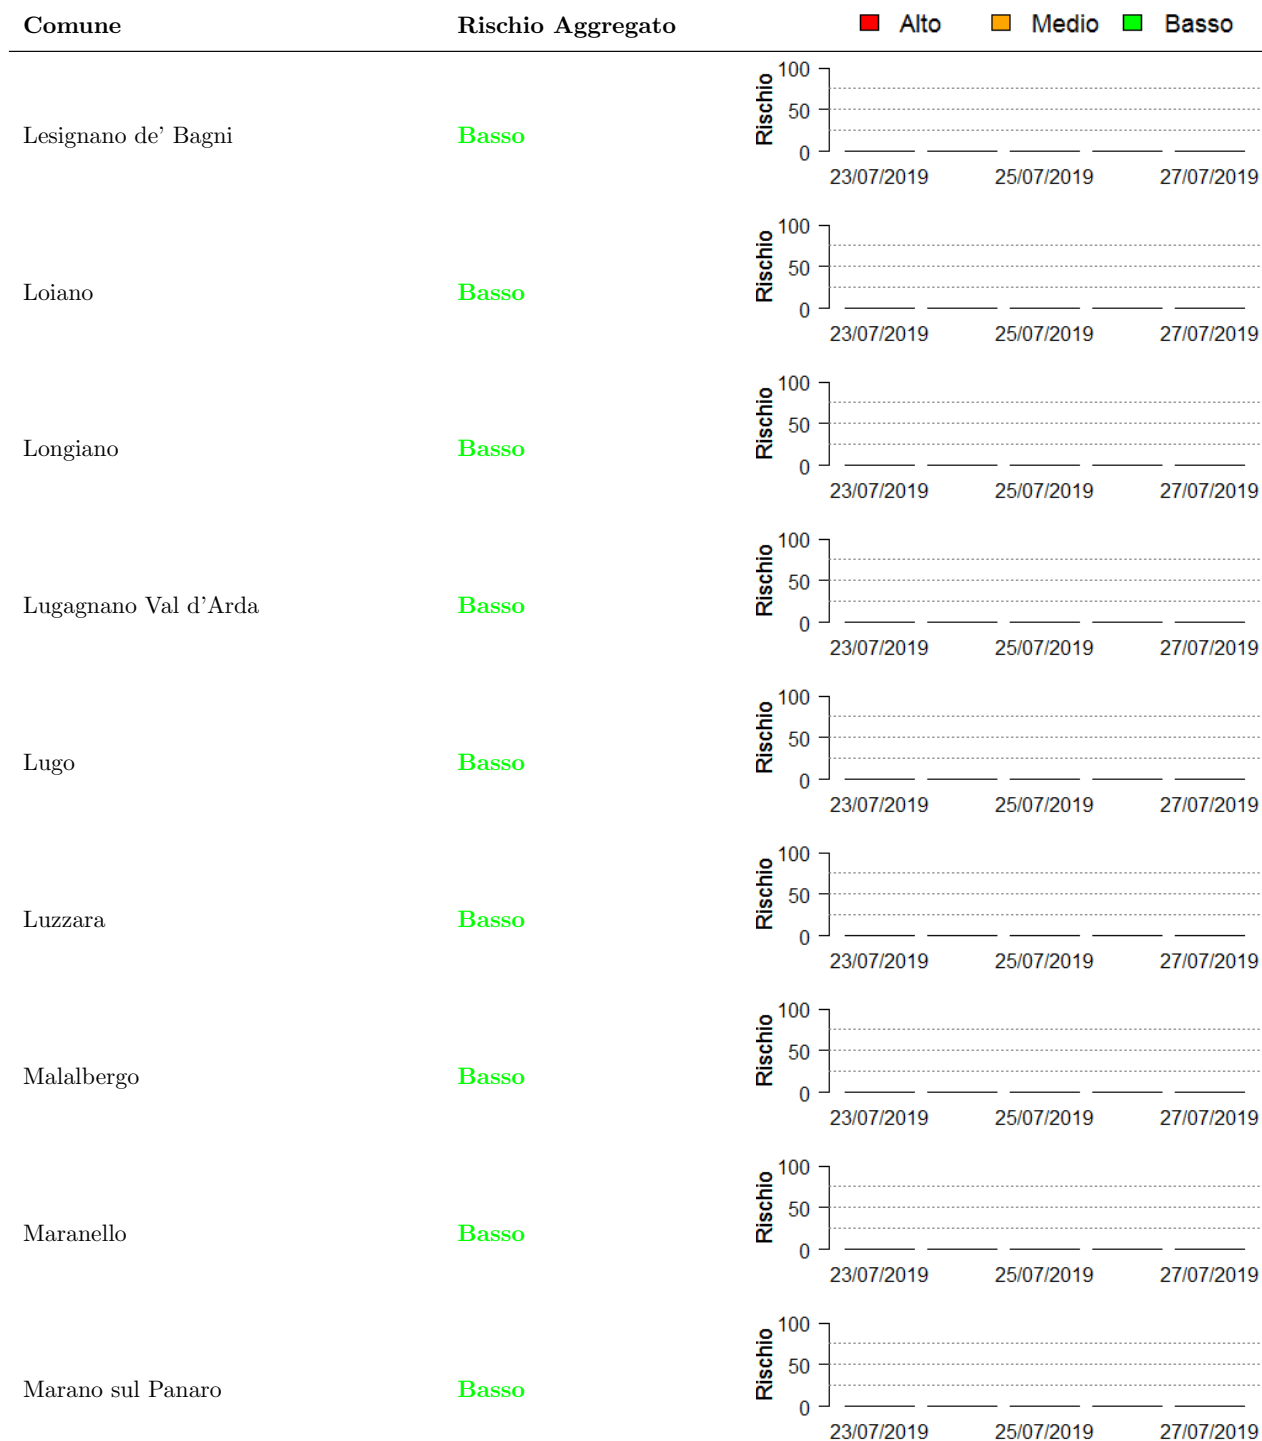 Comune Rischio Aggregato Alto Medio Basso
Lesignano de' Bagni Basso
Rischio
100
50
0
23/07/2019 25/07/2019 27/07/2019
Loiano Basso
Rischio
100
50
0
23/07/2019 25/07/2019 27/07/2019
Longiano Basso
Rischio
100
50
0
23/07/2019 25/07/2019 27/07/2019
Lugagnano Val d'Arda Basso
Rischio
100
50
0
23/07/2019 25/07/2019 27/07/2019
Lugo Basso
Rischio
100
50
0
23/07/2019 25/07/2019 27/07/2019
Luzzara Basso
Rischio
100
50
0
23/07/2019 25/07/2019 27/07/2019
Malalbergo Basso
Rischio
100
50
0
23/07/2019 25/07/2019 27/07/2019
Maranello Basso
Rischio
100
50
0
23/07/2019 25/07/2019 27/07/2019
Marano sul Panaro Basso
Rischio
100
50
0
23/07/2019 25/07/2019 27/07/2019